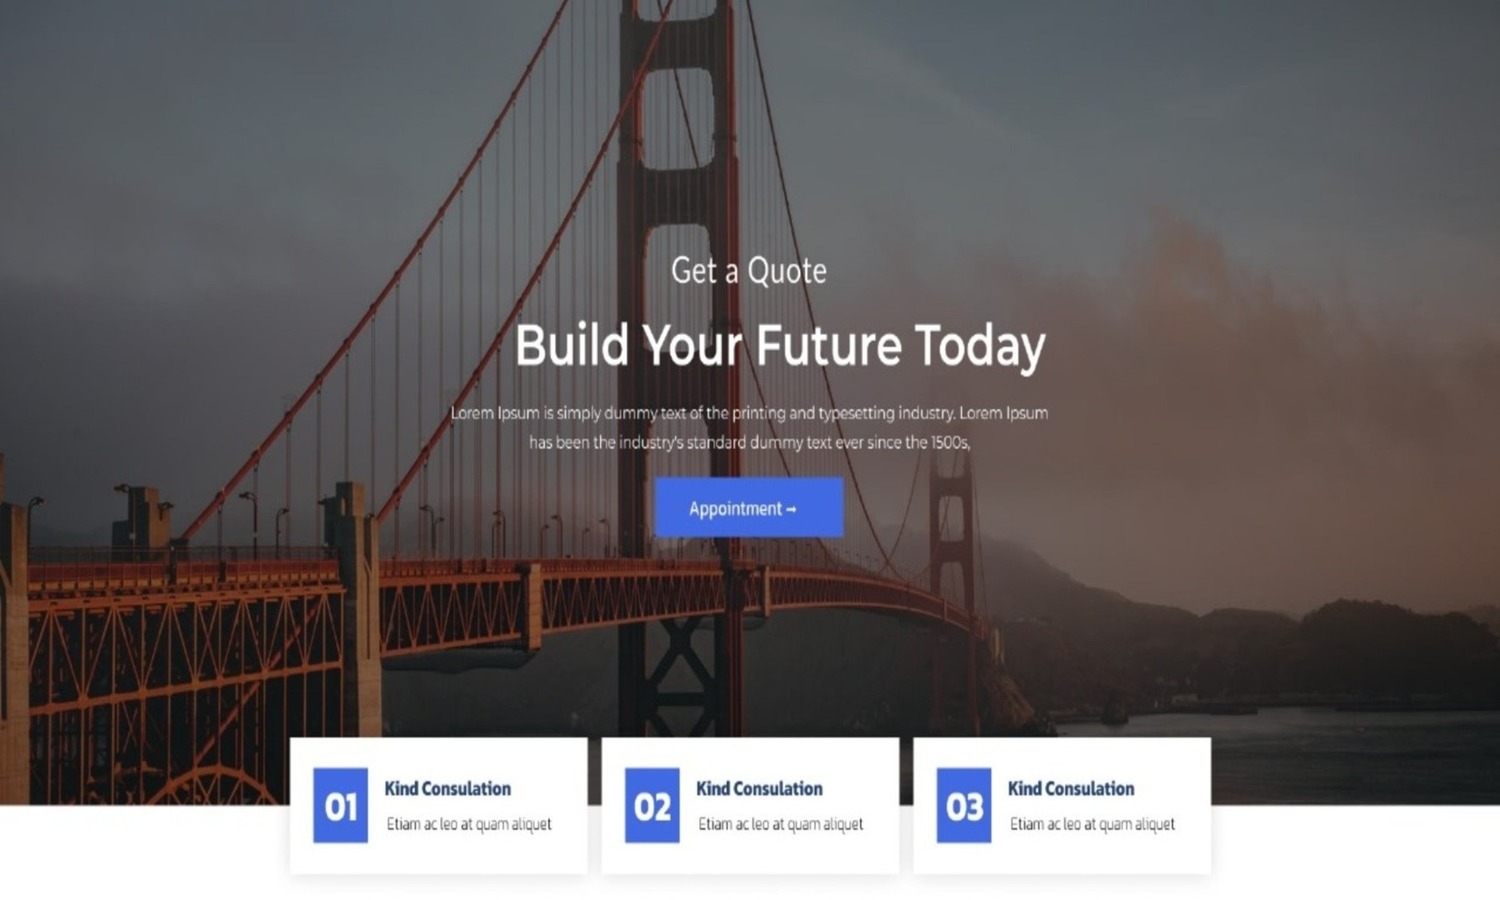 Get a Quote
Build Your Future Today
Lorem Ipsum is simply dummy text of the printing and typesetting industry. Lorem Ipsum
has been the industry's standard dummy text ever since the 1500s,
Appointment →
01
Kind Consulation
Etiam ac leo at quam aliquet
02
Kind Consulation
Etiam ac leo at quam aliquet
03
Kind Consulation
Etiam ac leo at quam aliquet